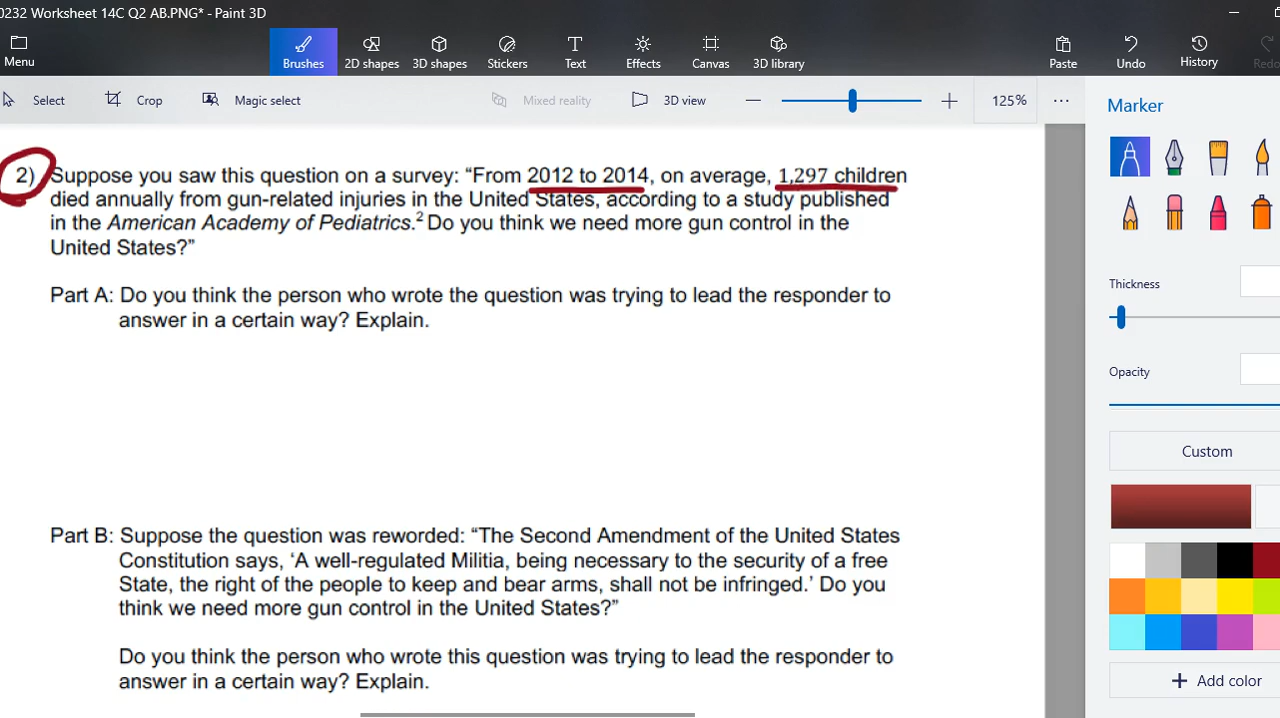 0232 Worksheet 14C Q2 AB.PNG* - Paint 3D
Menu
Brushes
2D shapes
3D shapes
Stickers
Text
Effects
Canvas
3D library
Paste
Undo
History
Redo
Select
Crop
Magic select
Mixed reality
3D view
125%
Marker
2) Suppose you saw this question on a survey: “From 2012 to 2014, on average, 1,297 children
died annually from gun-related injuries in the United States, according to a study published
in the American Academy of Pediatrics.² Do you think we need more gun control in the
United States?”
Part A: Do you think the person who wrote the question was trying to lead the responder to
answer in a certain way? Explain.
Part B: Suppose the question was reworded: “The Second Amendment of the United States
Constitution says, ‘A well-regulated Militia, being necessary to the security of a free
State, the right of the people to keep and bear arms, shall not be infringed.’ Do you
think we need more gun control in the United States?”
Do you think the person who wrote this question was trying to lead the responder to
answer in a certain way? Explain.
Thickness
Opacity
Custom
Add color